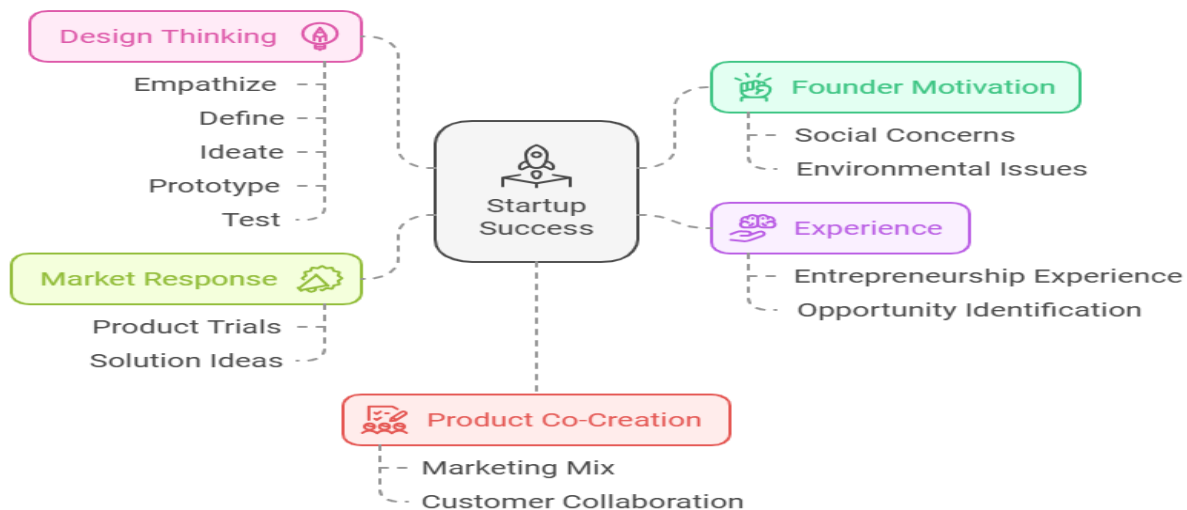 Design Thinking
Empathize
Define
Ideate
Prototype
Test
Market Response
Product Trials
Solution Ideas
Startup
Success
Founder Motivation
Social Concerns
Environmental Issues
Experience
Entrepreneurship Experience
Opportunity Identification
Product Co-Creation
Marketing Mix
Customer Collaboration